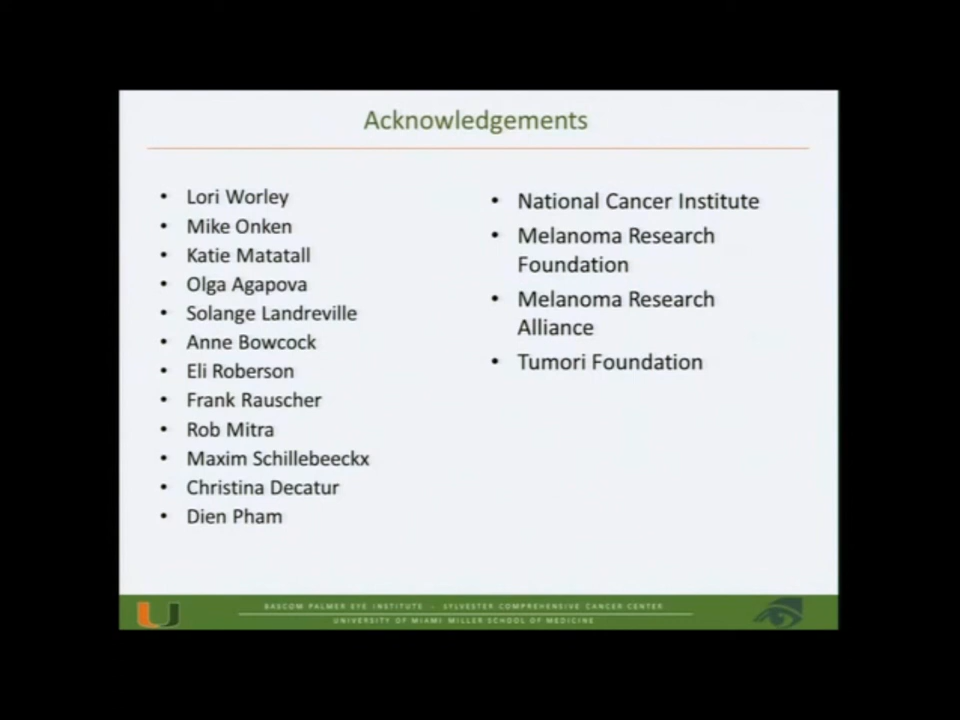 Acknowledgements
• Lori Worley
• Mike Onken
• Katie Matatall
• Olga Agapova
• Solange Landreville
• Anne Bowcock
• Eli Roberson
• Frank Rauscher
• Rob Mitra
• Maxim Schillebeeckx
• Christina Decatur
• Dien Pham
• National Cancer Institute
• Melanoma Research
Foundation
• Melanoma Research
Alliance
• Tumori Foundation
U
BASCOM PALMER EYE INSTITUTE - SYLVESTER COMPREHENSIVE CANCER CENTER
UNIVERSITY OF MIAMI MILLER SCHOOL OF MEDICINE